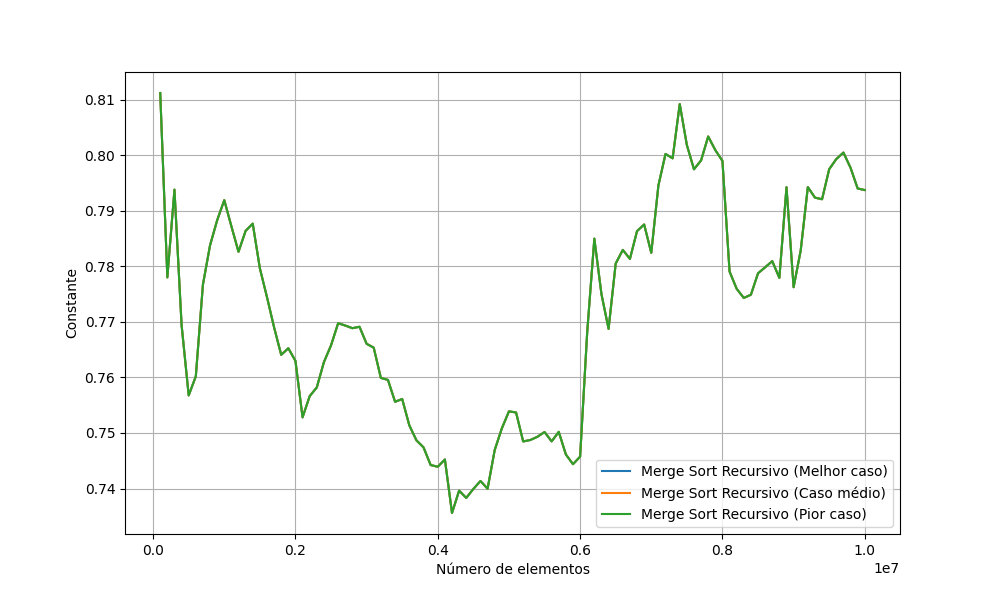 0.81
0.80
0.79
0.78
0.77
0.76
0.75
0.74
Constante
Merge Sort Recursivo (Melhor caso)
Merge Sort Recursivo (Caso médio)
Merge Sort Recursivo (Pior caso)
0.0 0.2 0.4 0.6 0.8 1.0
1e7
Número de elementos